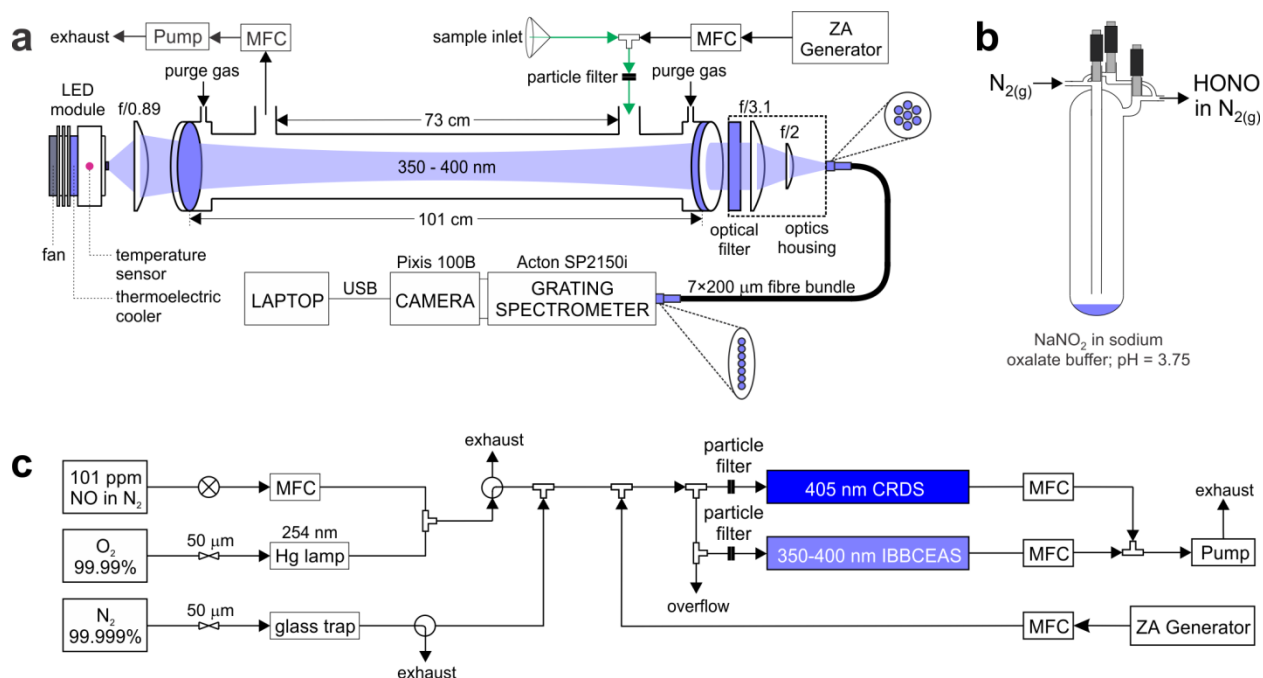 a
exhaust
Pump
MFC
sample inlet
MFC
ZA
Generator
LED
module
f/0.89
purge gas
particle filter
purge gas
f/3.1
f/2
73 cm
350 - 400 nm
101 cm
fan
temperature
sensor
thermoelectric
cooler
optical
filter
optics
housing
Pixis 100B
Acton SP2150i
LAPTOP
USB
CAMERA
GRATING
SPECTROMETER
7×200 µm fibre bundle
b
N2(g)
HONO
in N2(g)
NaNO2 in sodium
oxalate buffer; pH = 3.75
c
101 ppm
NO in N2
MFC
exhaust
particle
filter
405 nm CRDS
MFC
exhaust
O2
99.99%
50 µm
254 nm
Hg lamp
particle
filter
350-400 nm IBBCEAS
MFC
Pump
overflow
N2
99.999%
50 µm
glass trap
exhaust
MFC
ZA Generator